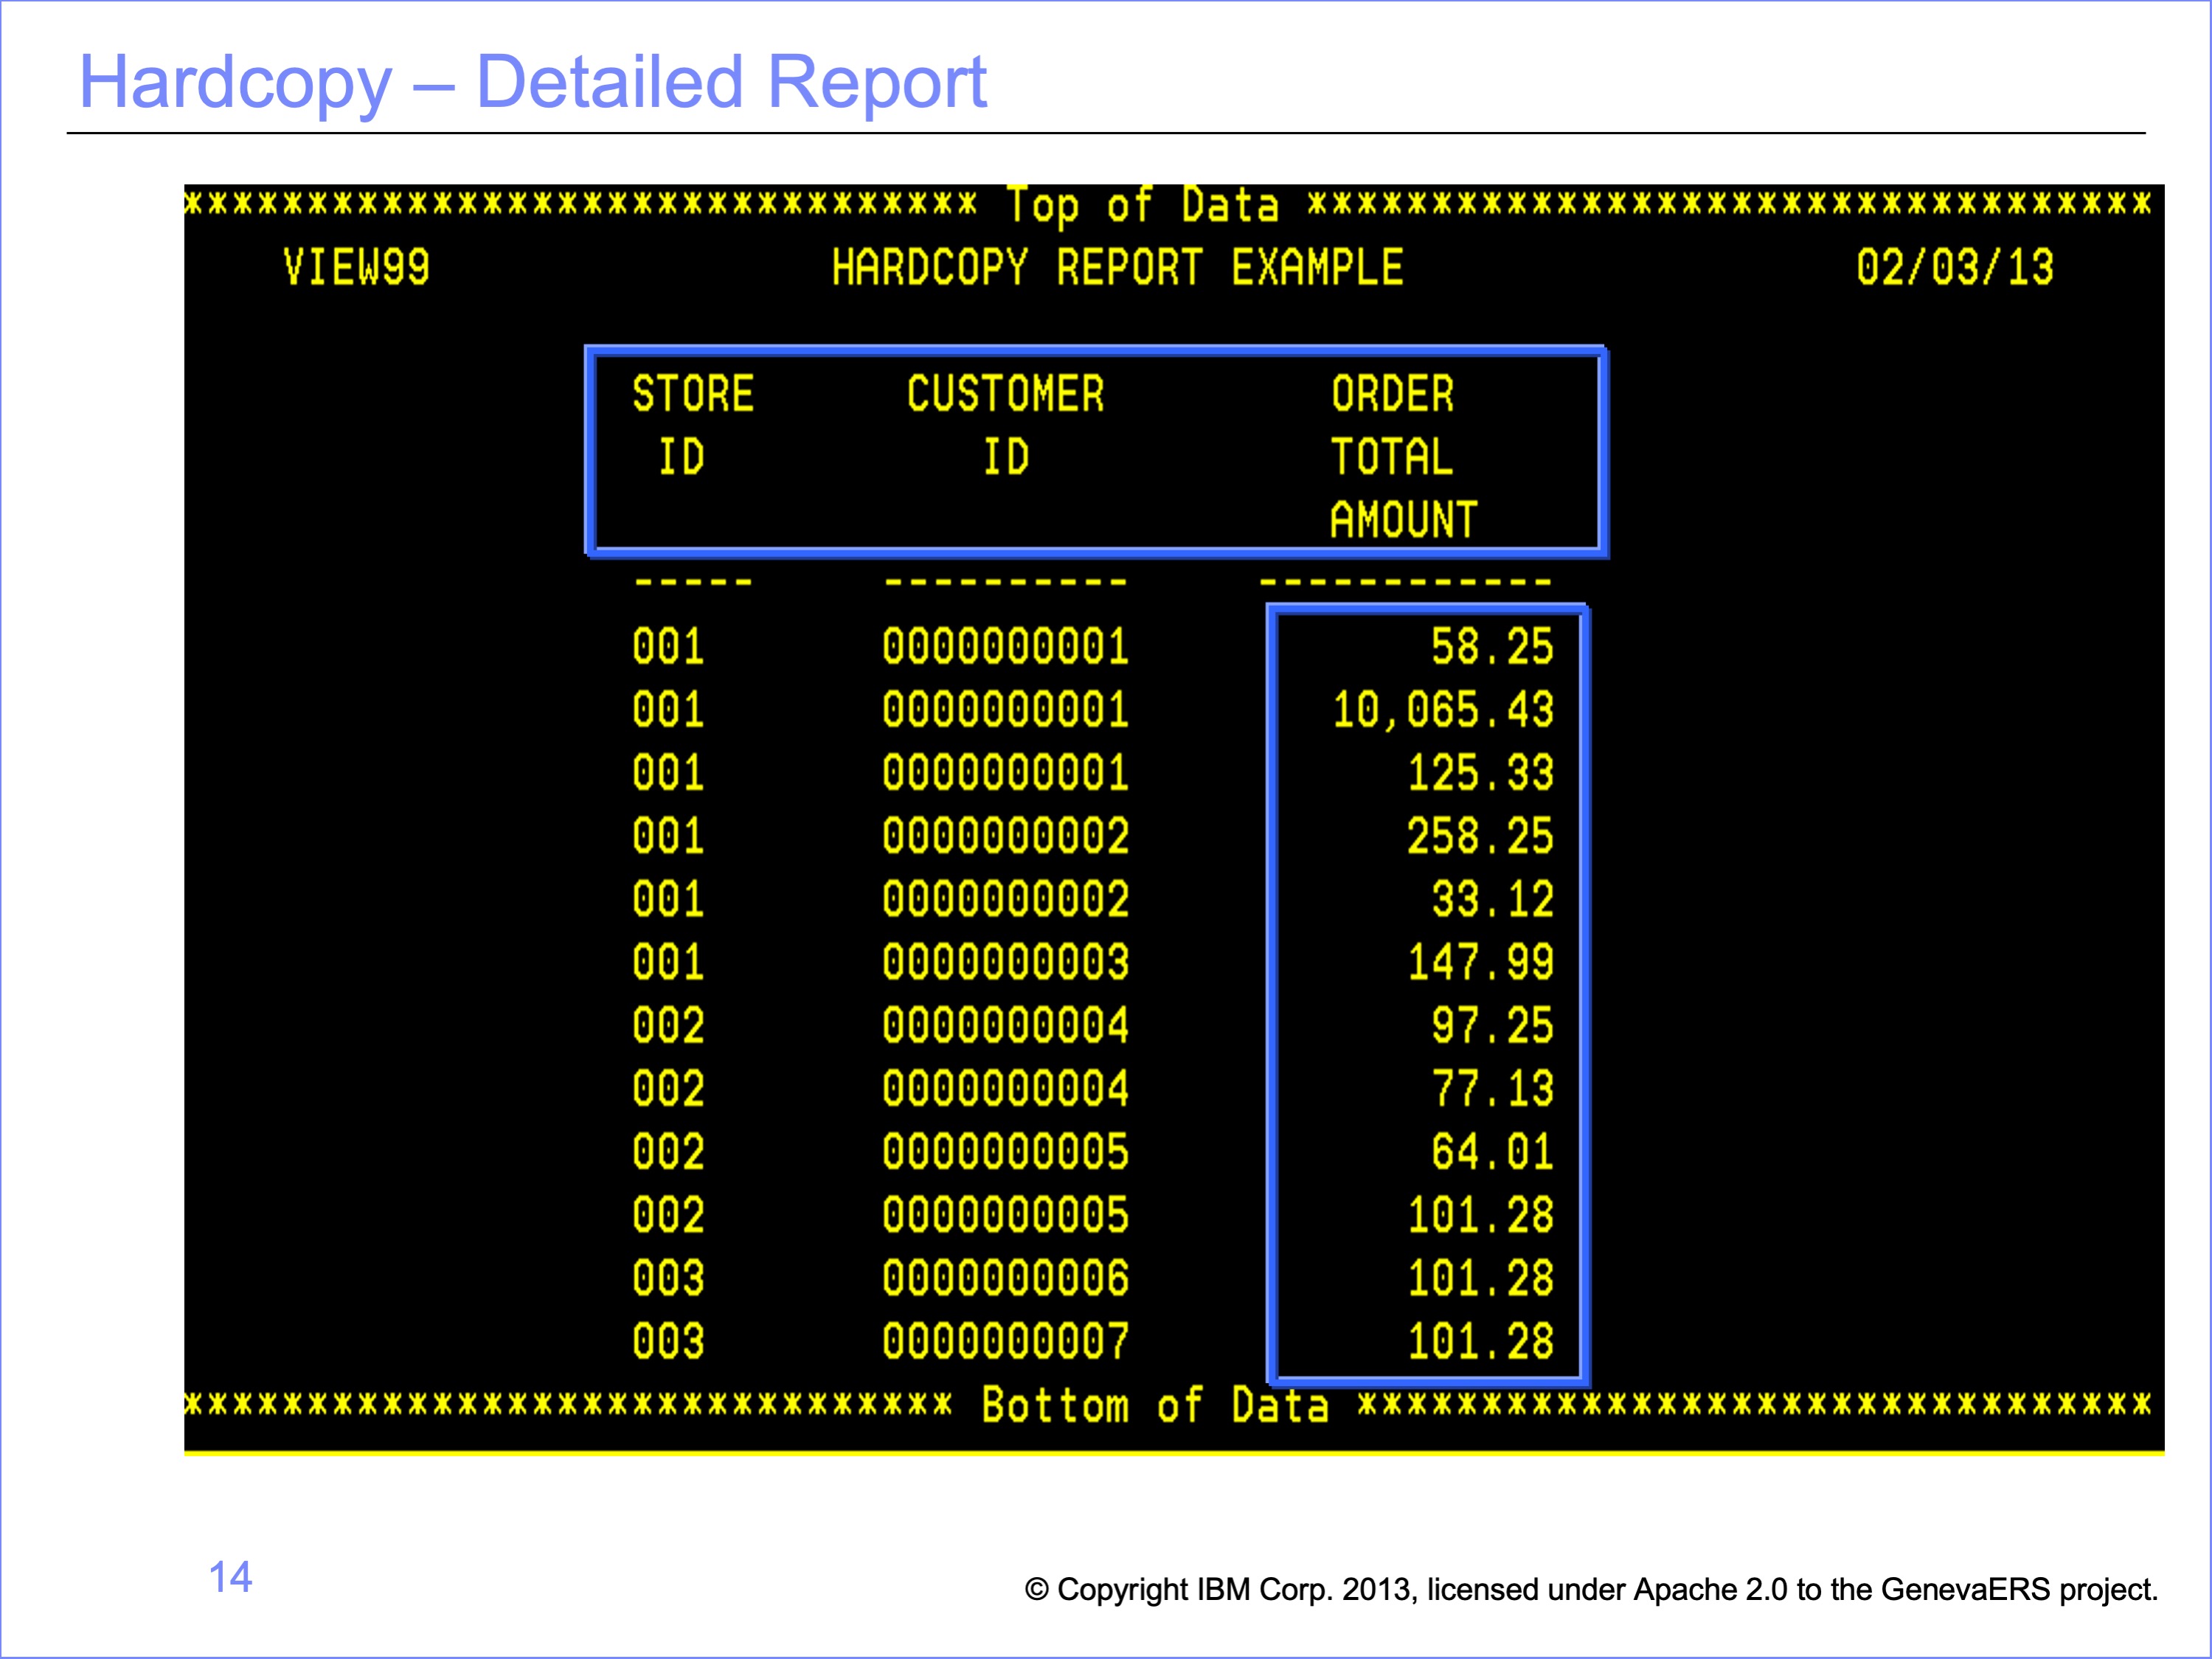 Hardcopy – Detailed Report
****************************** Top of Data **********************************
VIEW99 HARDCOPY REPORT EXAMPLE 02/03/13
STORE CUSTOMER ORDER
ID ID TOTAL
AMOUNT
----- ---------- ------------
001 0000000001 58.25
001 0000000001 10,065.43
001 0000000001 125.33
001 0000000002 258.25
001 0000000002 33.12
001 0000000003 147.99
002 0000000004 97.25
002 0000000004 77.13
002 0000000005 64.01
002 0000000005 101.28
003 0000000006 101.28
003 0000000007 101.28
******************************* Bottom of Data ********************************
14 © Copyright IBM Corp. 2013, licensed under Apache 2.0 to the GenevaERS project.